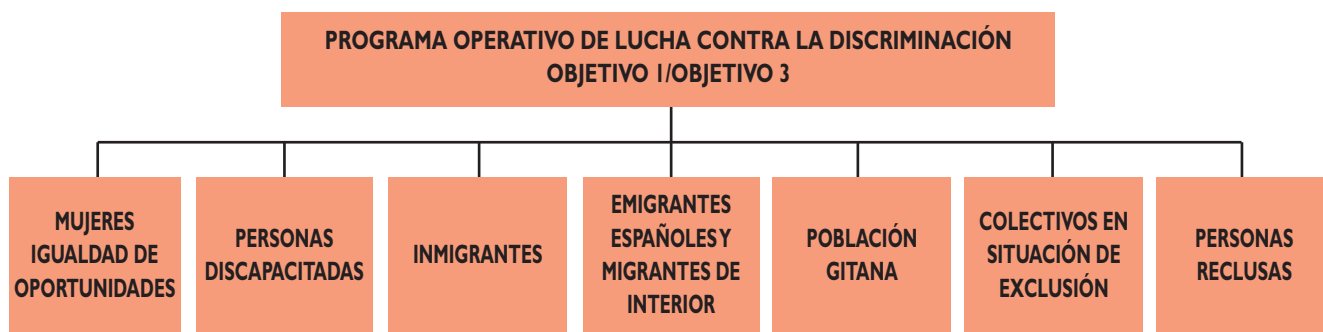 PROGRAMA OPERATIVO DE LUCHA CONTRA LA DISCRIMINACIÓN
OBJETIVO 1/OBJETIVO 3
MUJERES
IGUALDAD DE
OPORTUNIDADES
PERSONAS
DISCAPACITADAS
INMIGRANTES
EMIGRANTES
ESPAÑOLES Y
MIGRANTES DE
INTERIOR
POBLACIÓN
GITANA
COLECTIVOS EN
SITUACIÓN DE
EXCLUSIÓN
PERSONAS
RECLUSAS